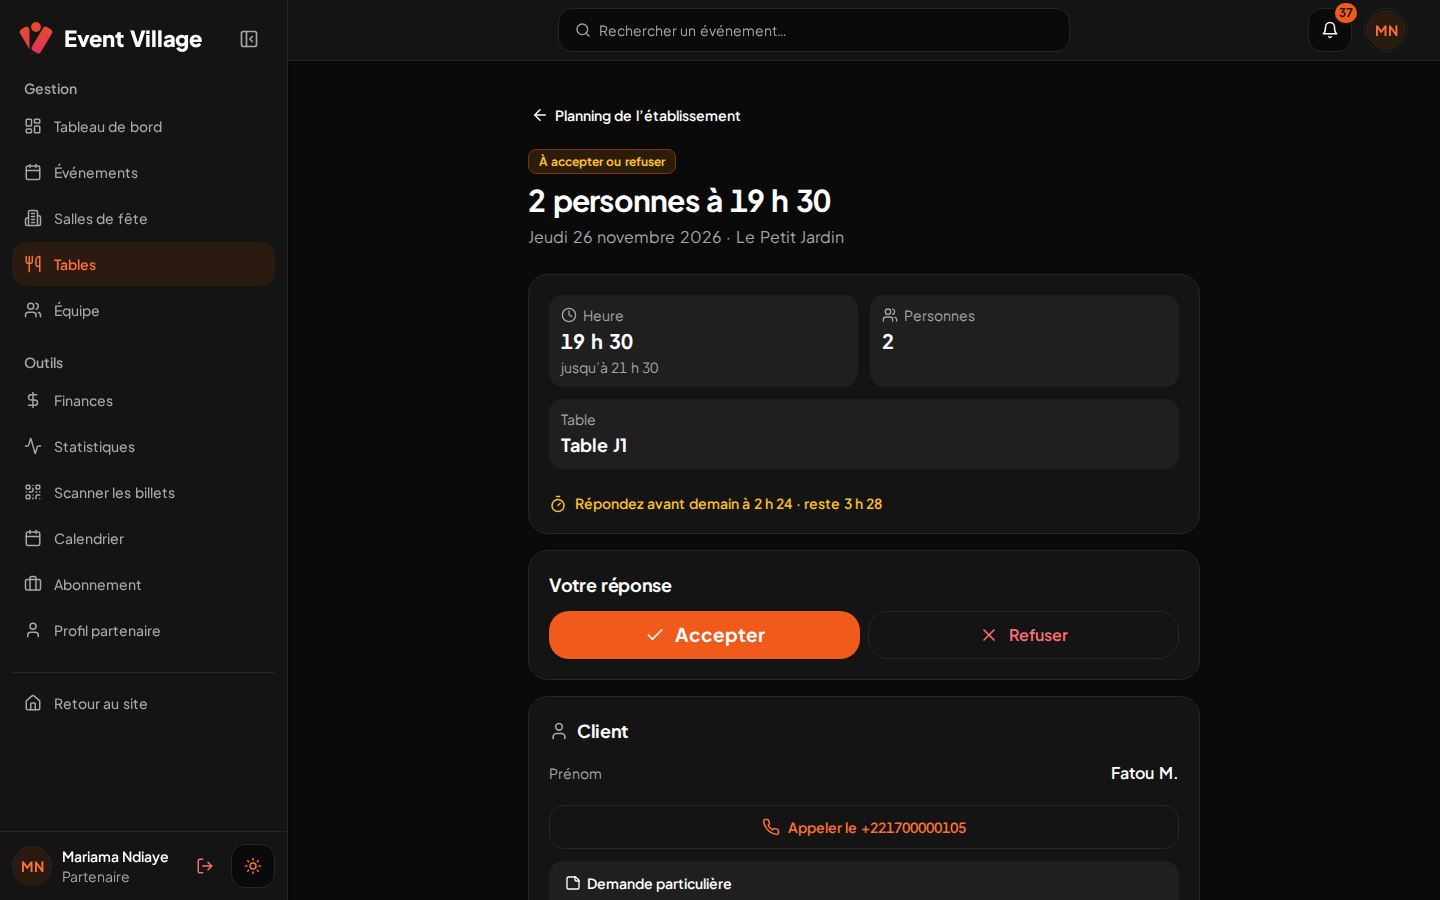 Event Village
Rechercher un événement…
37
MN
Gestion
Tableau de bord
Événements
Salles de fête
Tables
Équipe
Outils
Finances
Statistiques
Scanner les billets
Calendrier
Abonnement
Profil partenaire
Retour au site
MN
Mariama Ndiaye
Partenaire
Planning de l’établissement
À accepter ou refuser
2 personnes à 19 h 30
Jeudi 26 novembre 2026 · Le Petit Jardin
Heure
19 h 30
jusqu’à 21 h 30
Personnes
2
Table
Table J1
Répondez avant demain à 2 h 24 · reste 3 h 28
Votre réponse
Accepter
Refuser
Client
Prénom
Fatou M.
Appeler le +221700000105
Demande particulière